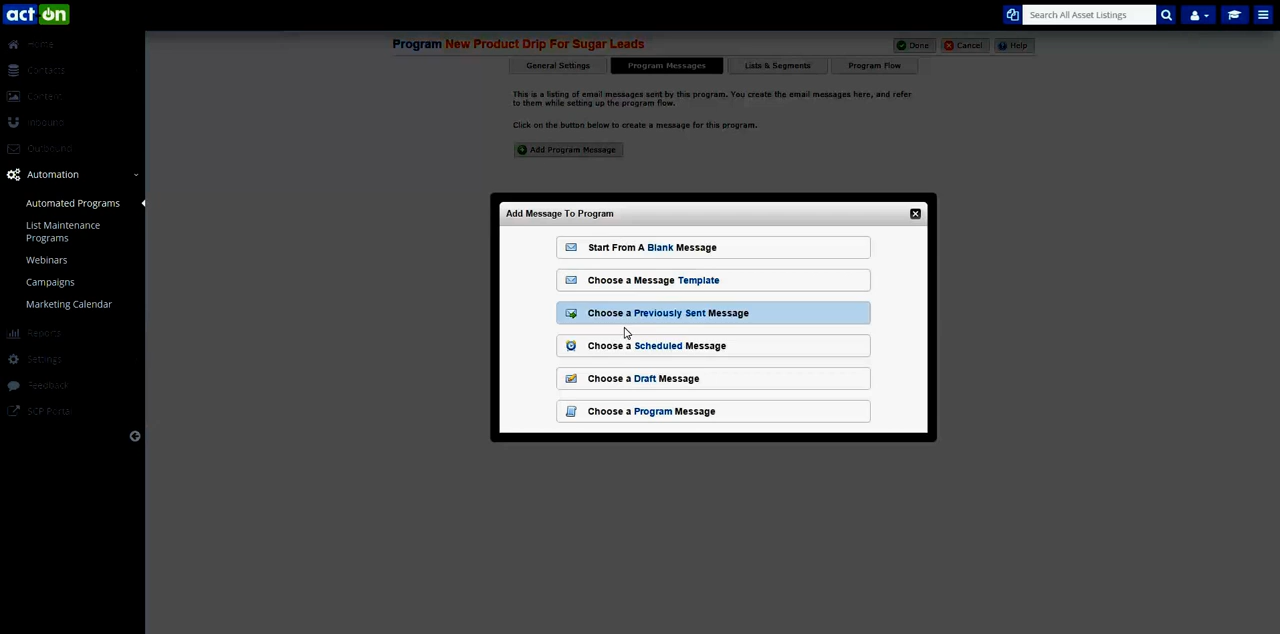 act-on
Search All Asset Listings
Home
Contacts
Content
Inbound
Outbound
Automation
Automated Programs
List Maintenance
Programs
Webinars
Campaigns
Marketing Calendar
Reports
Settings
Feedback
SCP Portal
Program New Product Drip For Sugar Leads
Done
Cancel
Help
General Settings
Program Messages
Lists & Segments
Program Flow
This is a listing of email messages sent by this program. You create the email messages here, and refer
to them while setting up the program flow.
Click on the button below to create a message for this program.
Add Program Message
Add Message To Program
Start From A Blank Message
Choose a Message Template
Choose a Previously Sent Message
Choose a Scheduled Message
Choose a Draft Message
Choose a Program Message